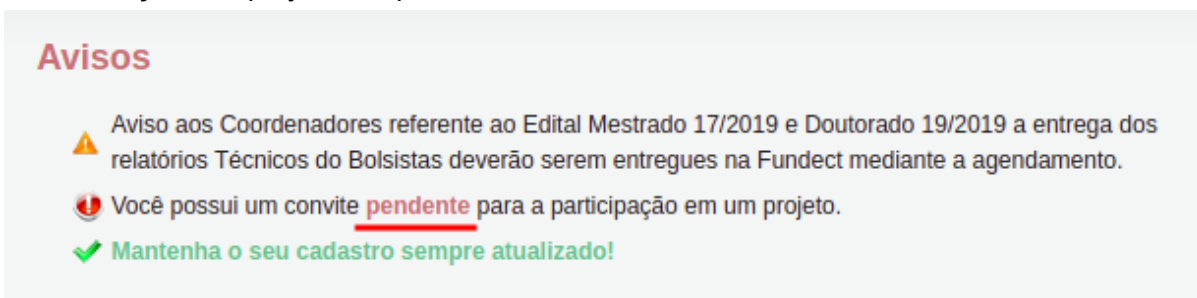 Avisos
Aviso aos Coordenadores referente ao Edital Mestrado 17/2019 e Doutorado 19/2019 a entrega dos
relatórios Técnicos do Bolsistas deverão serem entregues na Fundect mediante a agendamento.
Você possui um convite pendente para a participação em um projeto.
Mantenha o seu cadastro sempre atualizado!